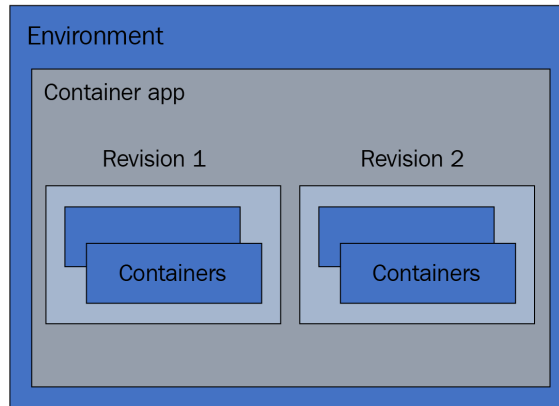 Environment
Container app
Revision 1
Revision 2
Containers
Containers